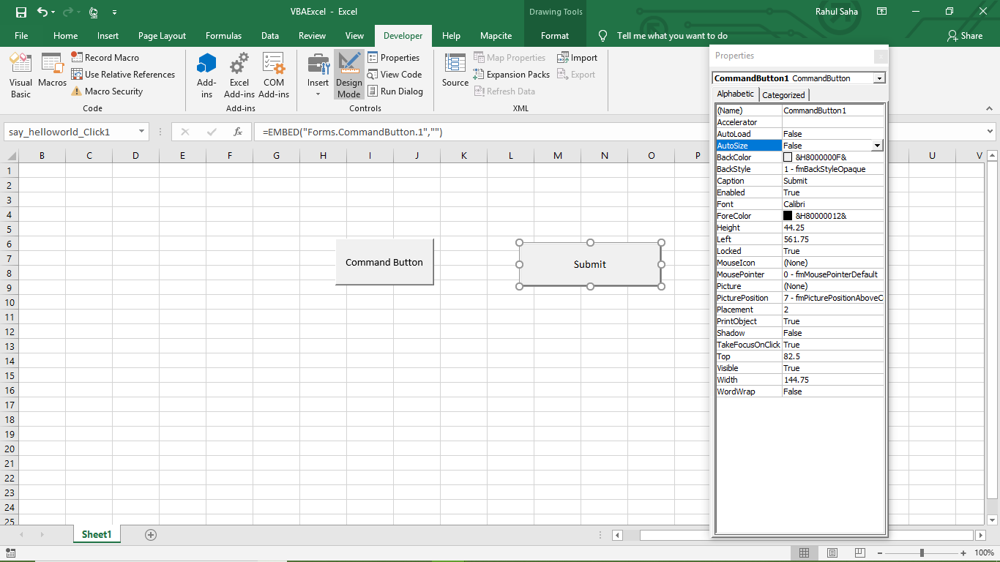 VBAExcel - Excel
Drawing Tools
Rahul Saha
File Home Insert Page Layout Formulas Data Review View Developer Help Mapcite Format Tell me what you want to do Share
Visual Basic
Macros
Record Macro
Use Relative References
Macro Security
Code
Add-ins
Excel Add-ins
COM Add-ins
Add-ins
Insert
Design Mode
Properties
View Code
Run Dialog
Controls
Source
Map Properties
Expansion Packs
Refresh Data
Import
Export
XML
say_helloworld_Click1
fx
=EMBED("Forms.CommandButton.1","")
B C D E F G H I J K L M N O P U V
1
2
3
4
5
6
7
8
9
10
11
12
13
14
15
16
17
18
19
20
21
22
23
24
25
Command Button
Submit
Properties
CommandButton1 CommandButton
Alphabetic Categorized
(Name) CommandButton1
Accelerator
AutoLoad False
AutoSize False
BackColor &H8000000F&
BackStyle 1 - fmBackStyleOpaque
Caption Submit
Enabled True
Font Calibri
ForeColor &H80000012&
Height 44.25
Left 561.75
Locked True
MouseIcon (None)
MousePointer 0 - fmMousePointerDefault
Picture (None)
PicturePosition 7 - fmPicturePositionAboveC
Placement 2
PrintObject True
Shadow False
TakeFocusOnClick True
Top 82.5
Visible True
Width 144.75
WordWrap False
Sheet1
100%